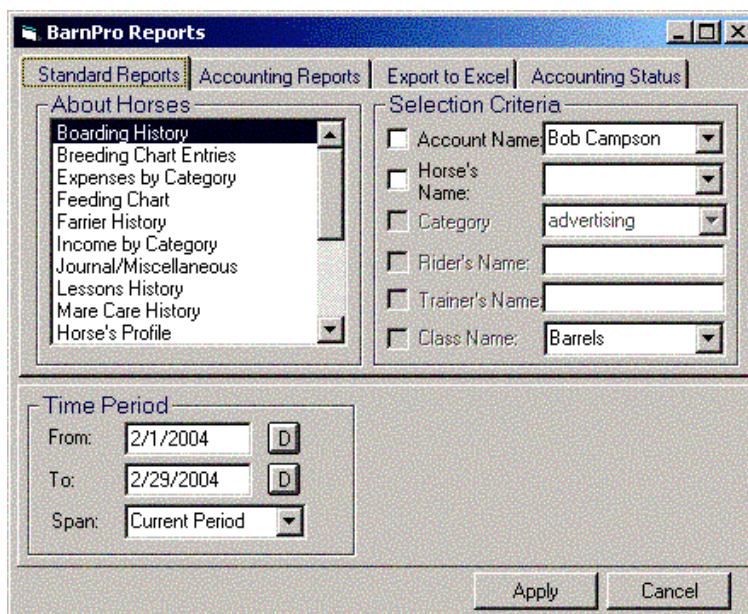 BarnPro Reports
Standard Reports Accounting Reports Export to Excel Accounting Status
About Horses
Boarding History
Breeding Chart Entries
Expenses by Category
Feeding Chart
Farrier History
Income by Category
Journal/Miscellaneous
Lessons History
Mare Care History
Horse's Profile
Selection Criteria
Account Name: Bob Campson
Horse's
Name:
Category advertising
Rider's Name:
Trainer's Name:
Class Name: Barrels
Time Period
From: 2/1/2004 D
To: 2/29/2004 D
Span: Current Period
Apply Cancel